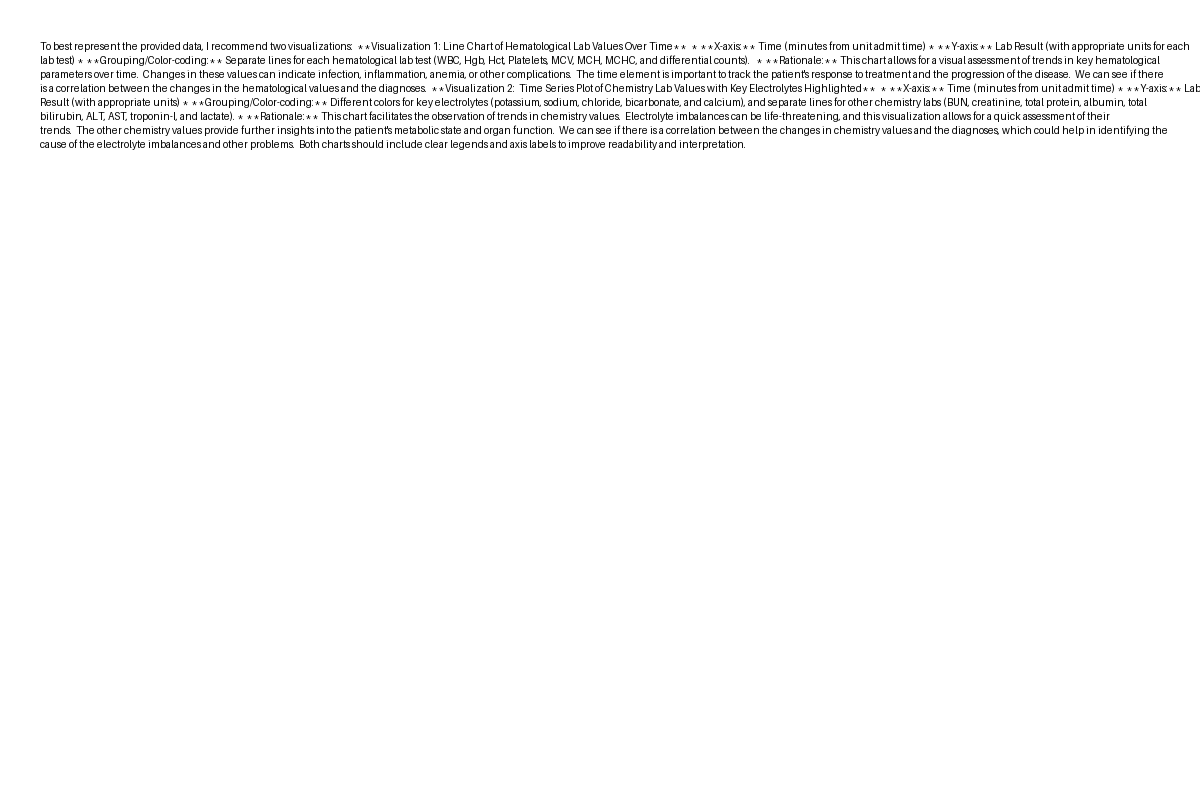 To best represent the provided data, I recommend two visualizations:  **Visualization 1: Line Chart of Hematological Lab Values Over Time**  * **X-axis:** Time (minutes from unit admit time) * **Y-axis:** Lab Result (with appropriate units for each
lab test) * **Grouping/Color-coding:** Separate lines for each hematological lab test (WBC, Hgb, Hct, Platelets, MCV, MCH, MCHC, and differential counts).  * **Rationale:** This chart allows for a visual assessment of trends in key hematological
parameters over time.  Changes in these values can indicate infection, inflammation, anemia, or other complications.  The time element is important to track the patient's response to treatment and the progression of the disease.  We can see if there
is a correlation between the changes in the hematological values and the diagnoses.  **Visualization 2:  Time Series Plot of Chemistry Lab Values with Key Electrolytes Highlighted**  * **X-axis:** Time (minutes from unit admit time) * **Y-axis:** Lab
Result (with appropriate units) * **Grouping/Color-coding:** Different colors for key electrolytes (potassium, sodium, chloride, bicarbonate, and calcium), and separate lines for other chemistry labs (BUN, creatinine, total protein, albumin, total
bilirubin, ALT, AST, troponin-I, and lactate). * **Rationale:** This chart facilitates the observation of trends in chemistry values.  Electrolyte imbalances can be life-threatening, and this visualization allows for a quick assessment of their
trends.  The other chemistry values provide further insights into the patient's metabolic state and organ function.  We can see if there is a correlation between the changes in chemistry values and the diagnoses, which could help in identifying the
cause of the electrolyte imbalances and other problems.  Both charts should include clear legends and axis labels to improve readability and interpretation.